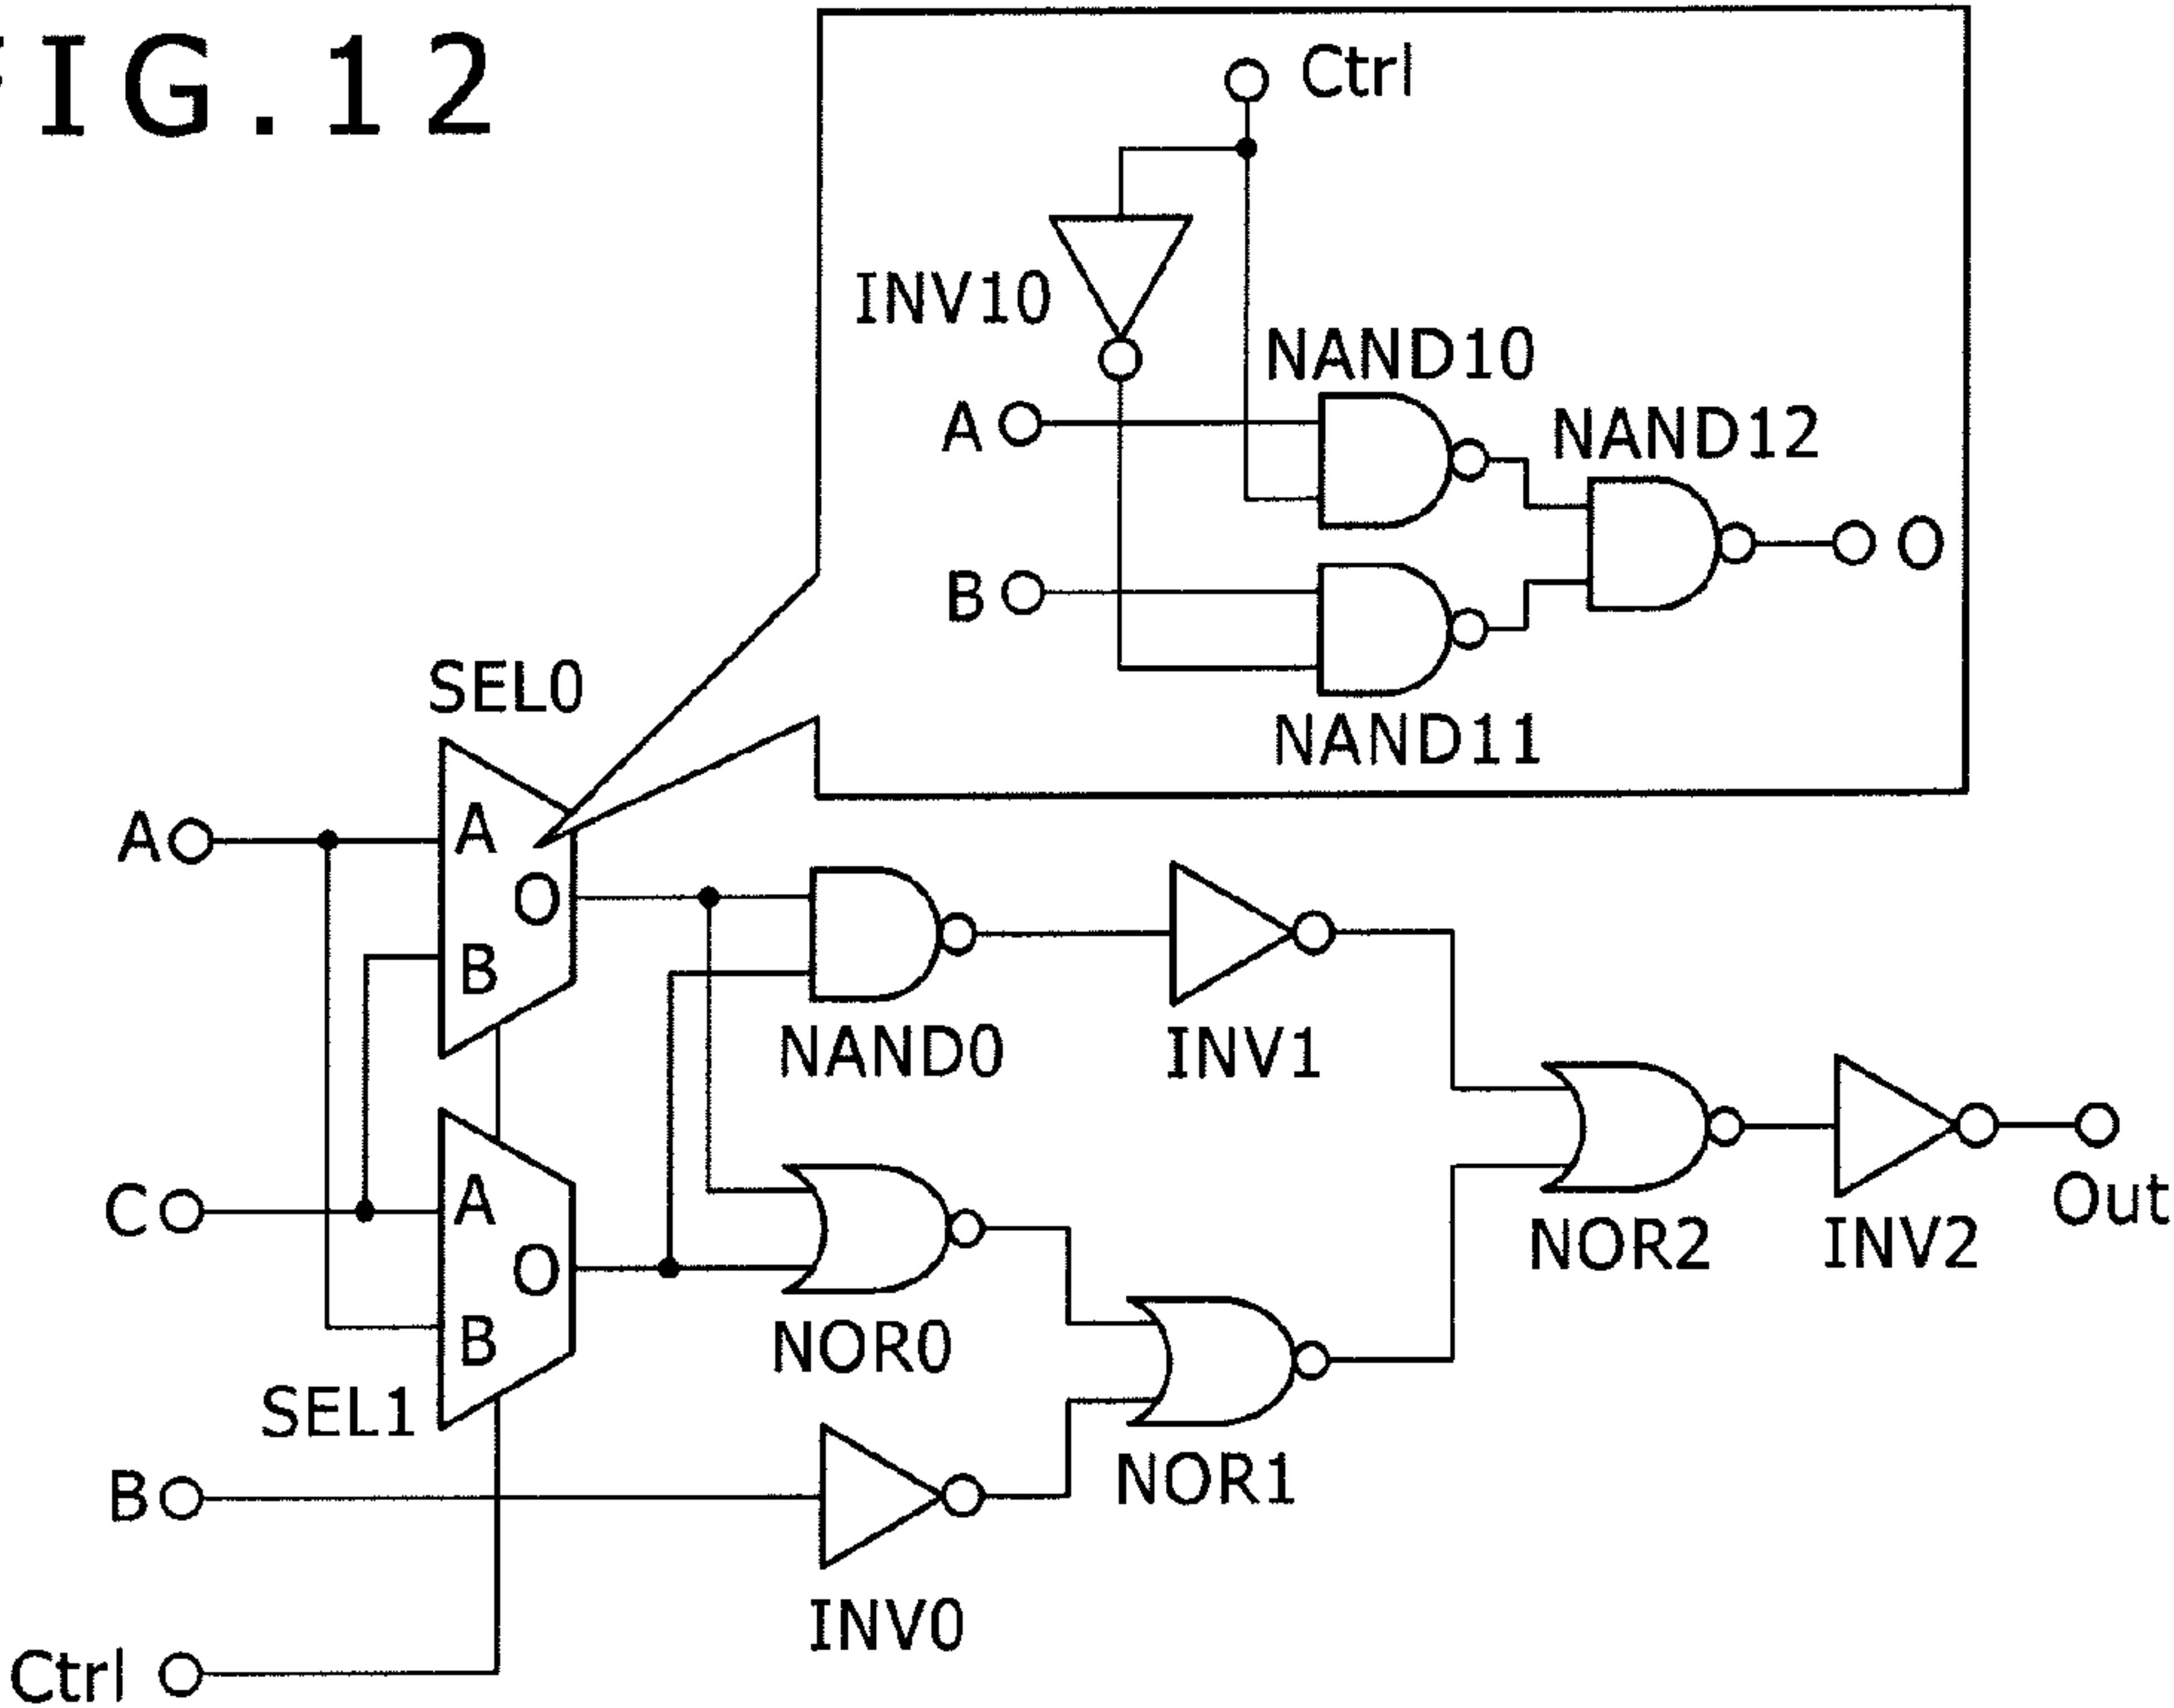 FIG.12
Ctrl
INV10
NAND10
A
NAND12
O
B
NAND11
SEL0
A
A
O
B
NAND0
INV1
C
A
O
B
NOR0
NOR2
INV2
Out
SEL1
NOR1
B
INV0
Ctrl